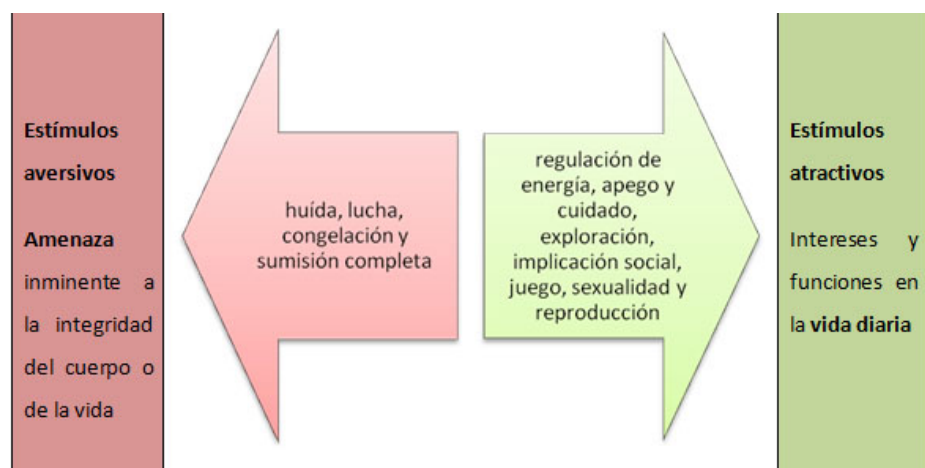 Estímulos
aversivos
Amenaza
inminente a
la integridad
del cuerpo o
de la vida
huída, lucha,
congelación y
sumisión completa
regulación de
energía, apego y
cuidado,
exploración,
implicación social,
juego, sexualidad y
reproducción
Estímulos
atractivos
Intereses y
funciones en
la vida diaria